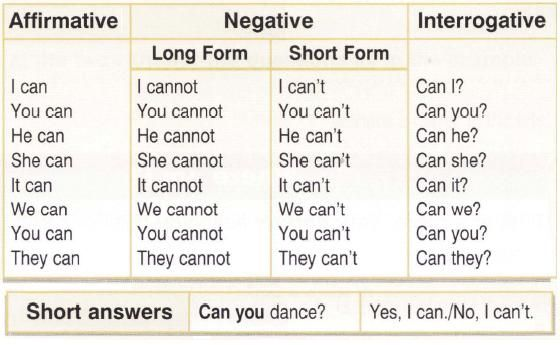 Affirmative Negative Interrogative
Long Form Short Form
I can I cannot I can't Can I?
You can You cannot You can't Can you?
He can He cannot He can't Can he?
She can She cannot She can't Can she?
It can It cannot It can't Can it?
We can We cannot We can't Can we?
You can You cannot You can't Can you?
They can They cannot They can't Can they?
Short answers Can you dance? Yes, I can./No, I can't.